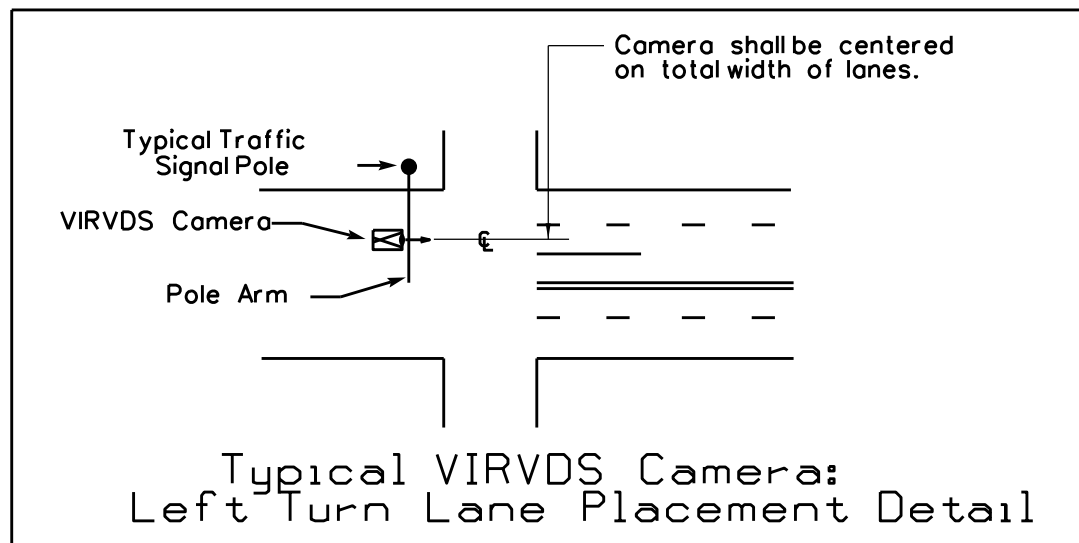 Camera shall be centered
on total width of lanes.
Typical Traffic
Signal Pole
VIRVDS Camera
℄
Pole Arm
Typical VIRVDS Camera:
Left Turn Lane Placement Detail